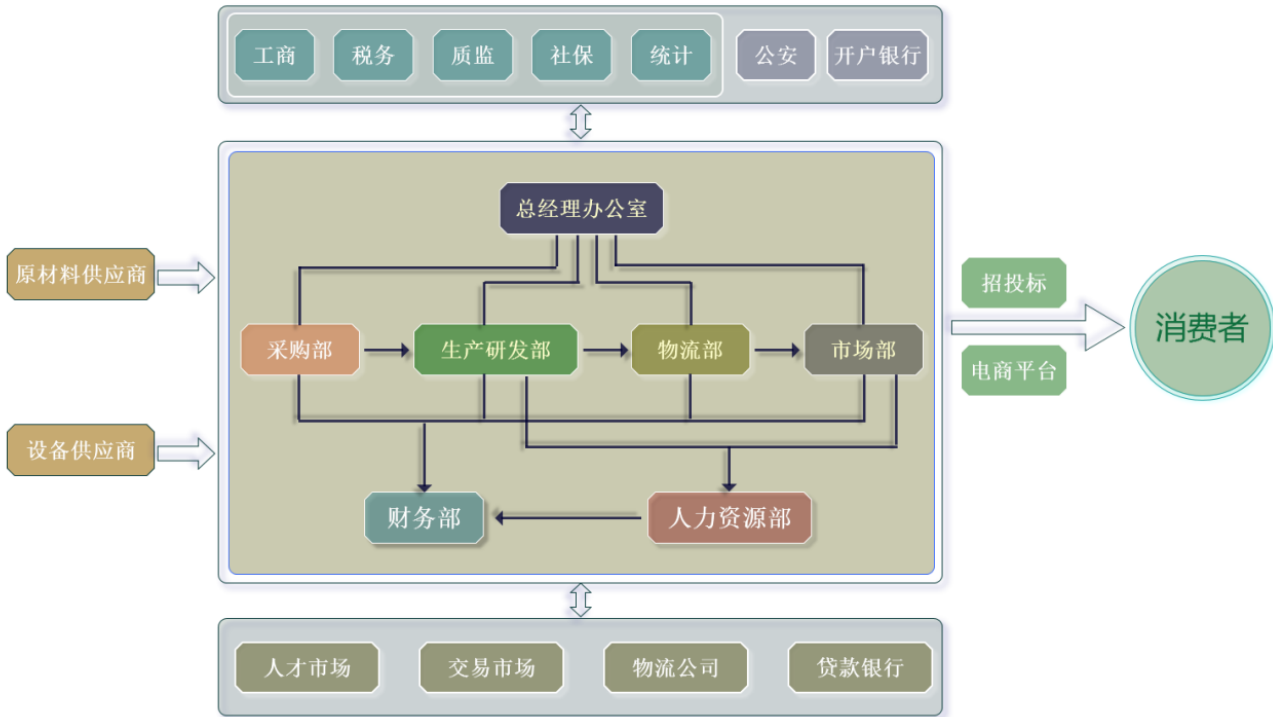 工商
税务
质监
社保
统计
公安
开户银行
总经理办公室
原材料供应商
招投标
消费者
采购部
生产研发部
物流部
市场部
电商平台
设备供应商
财务部
人力资源部
人才市场
交易市场
物流公司
贷款银行